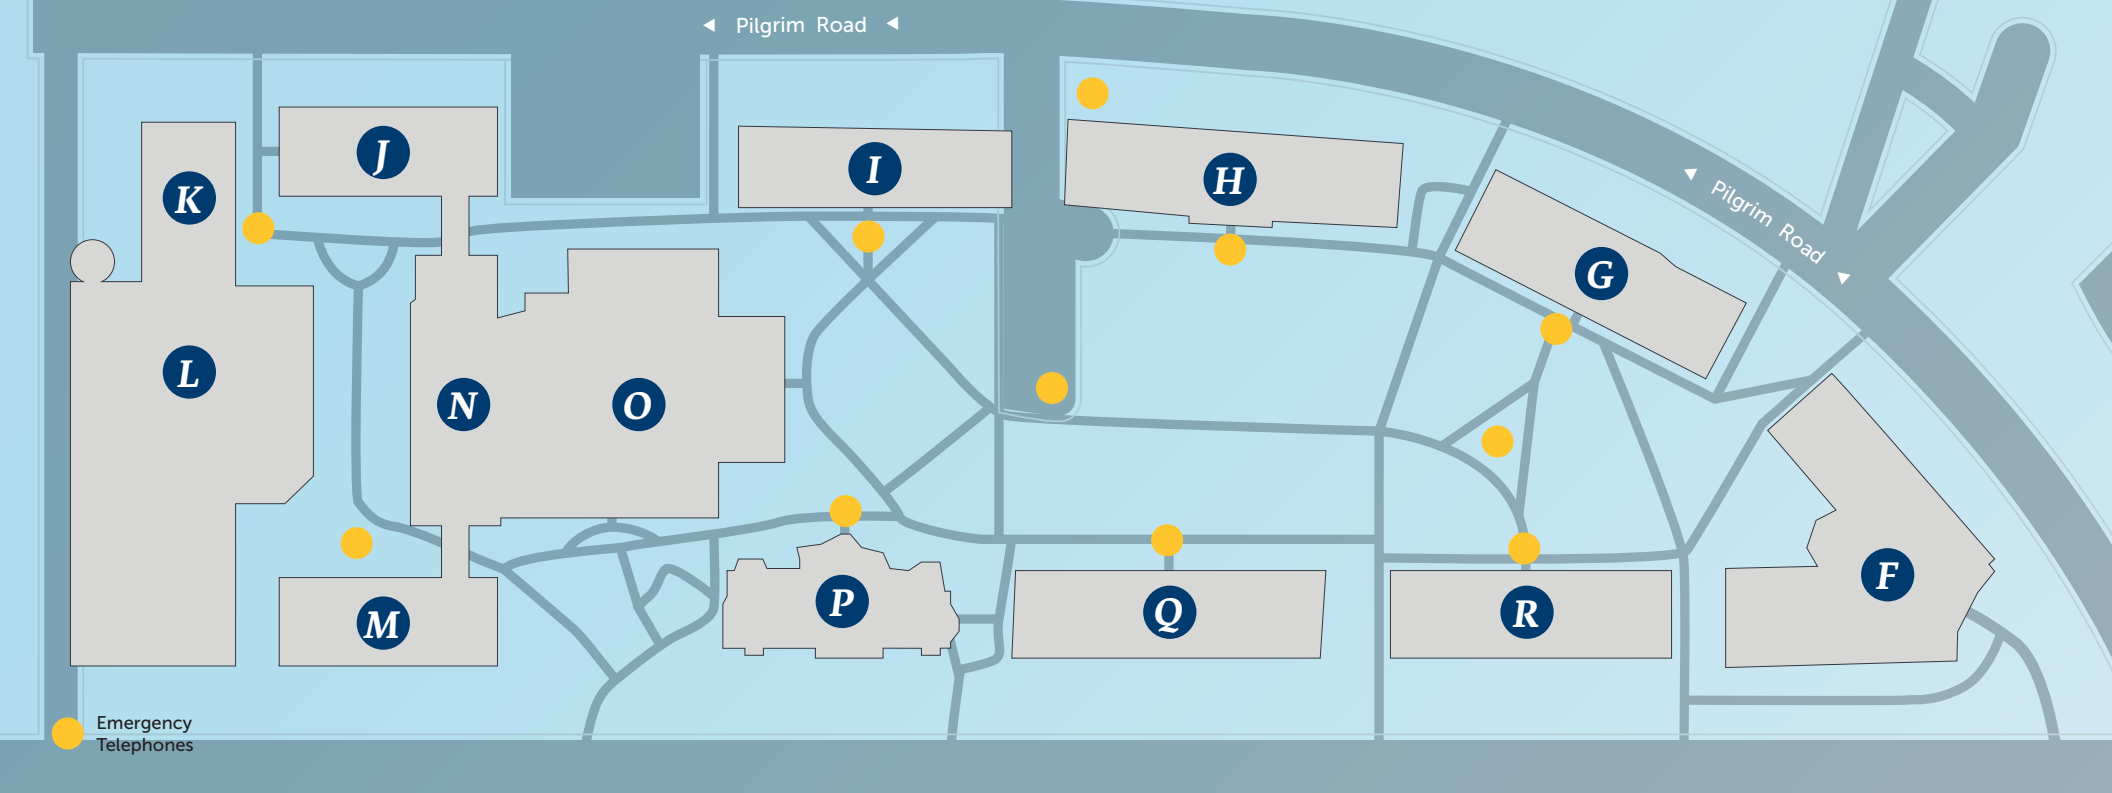 ◄ Pilgrim Road ◄
J
I
H
K
◄ Pilgrim Road ►
G
L
N
O
F
P
Q
R
M
Emergency
Telephones